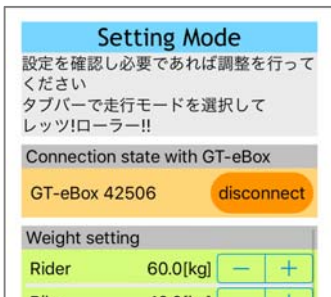 Setting Mode
設定を確認し必要であれば調整を行って
ください
タブバーで走行モードを選択して
レッツ!ローラー!!
Connection state with GT-eBox
GT-eBox 42506 disconnect
Weight setting
Rider 60.0[kg] − +